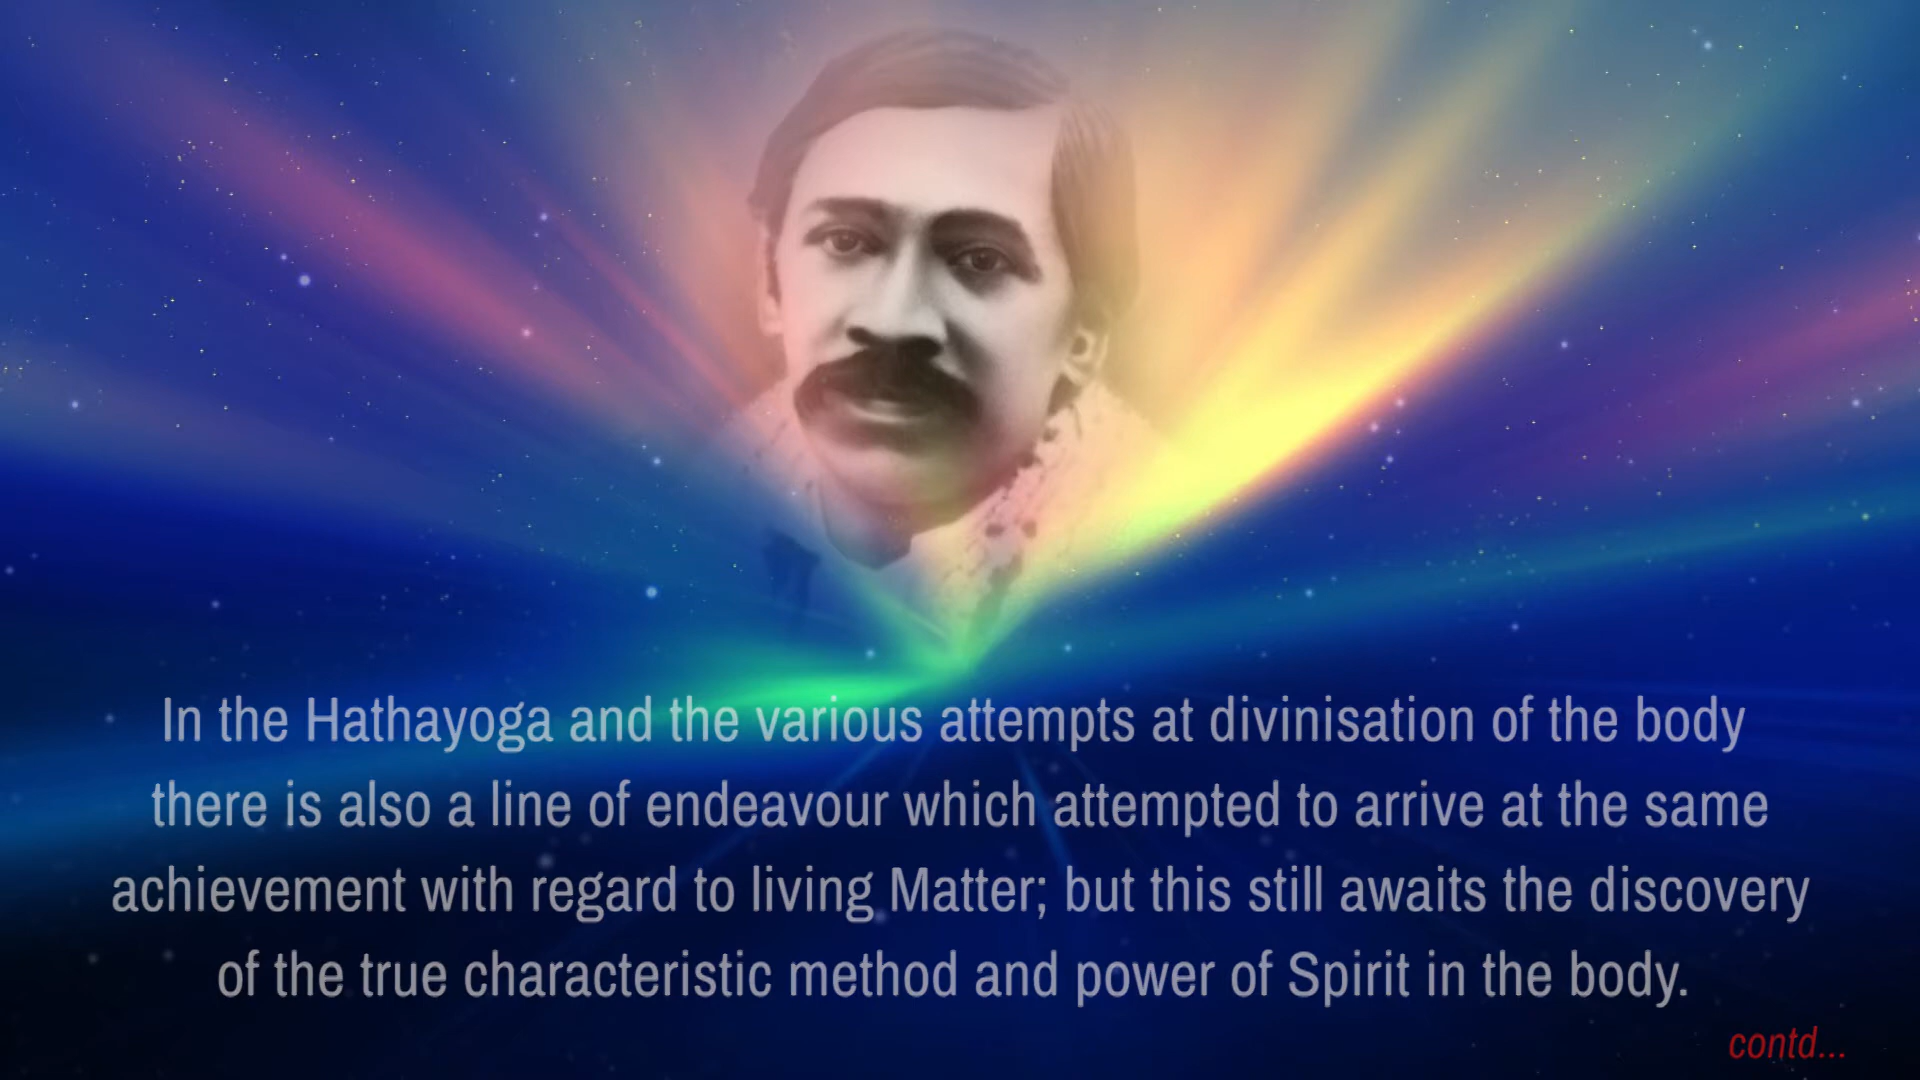 In the Hathayoga and the various attempts at divinisation of the body
there is also a line of endeavour which attempted to arrive at the same
achievement with regard to living Matter; but this still awaits the discovery
of the true characteristic method and power of Spirit in the body.
contd...